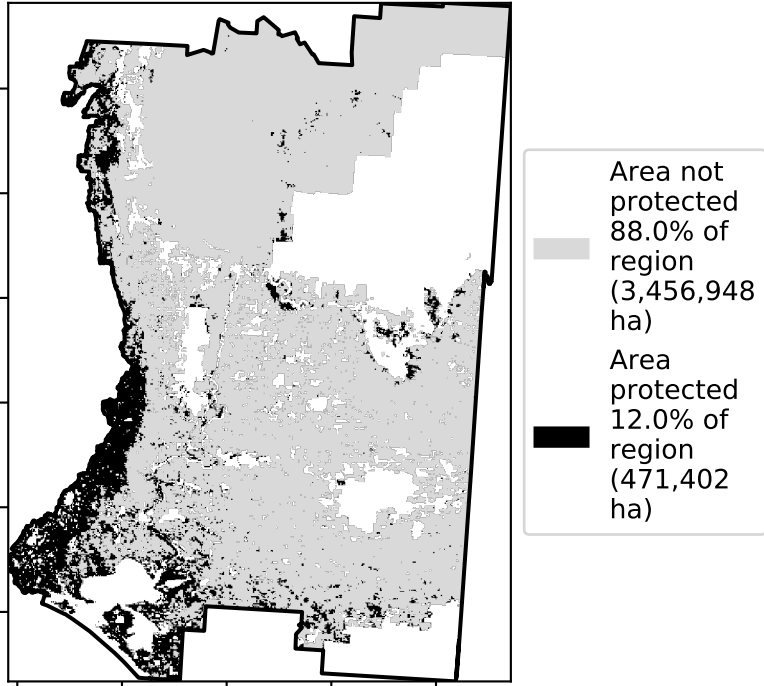 Area not
protected
88.0% of
region
(3,456,948
ha)
Area
protected
12.0% of
region
(471,402
ha)